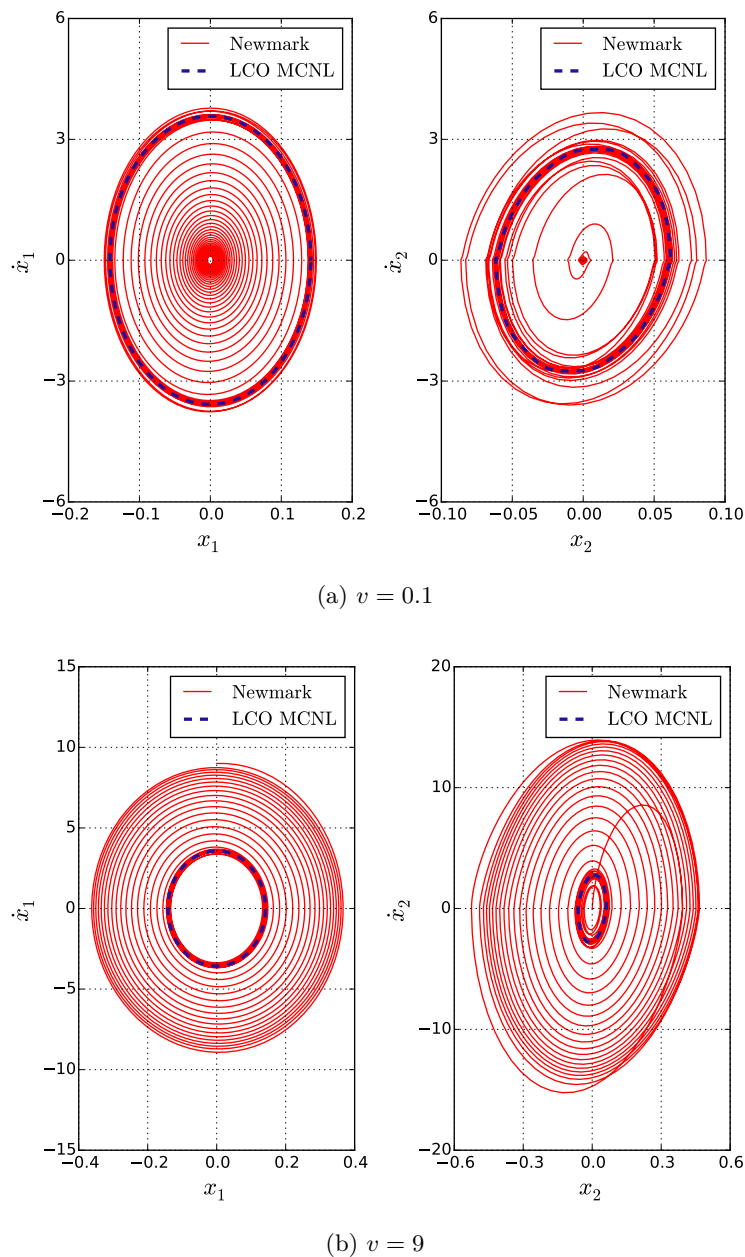 6
3
0
−3
−6
−0.2
−0.1
0.0
0.1
0.2
x₁
ẋ₁
Newmark
LCO MCNL
6
3
0
−3
−6
−0.10
−0.05
0.00
0.05
0.10
x₂
ẋ₂
Newmark
LCO MCNL
(a) v = 0.1
15
10
5
0
−5
−10
−15
−0.4
−0.2
0.0
0.2
0.4
x₁
ẋ₁
Newmark
LCO MCNL
20
10
0
−10
−20
−0.6
−0.3
0.0
0.3
0.6
x₂
ẋ₂
Newmark
LCO MCNL
(b) v = 9